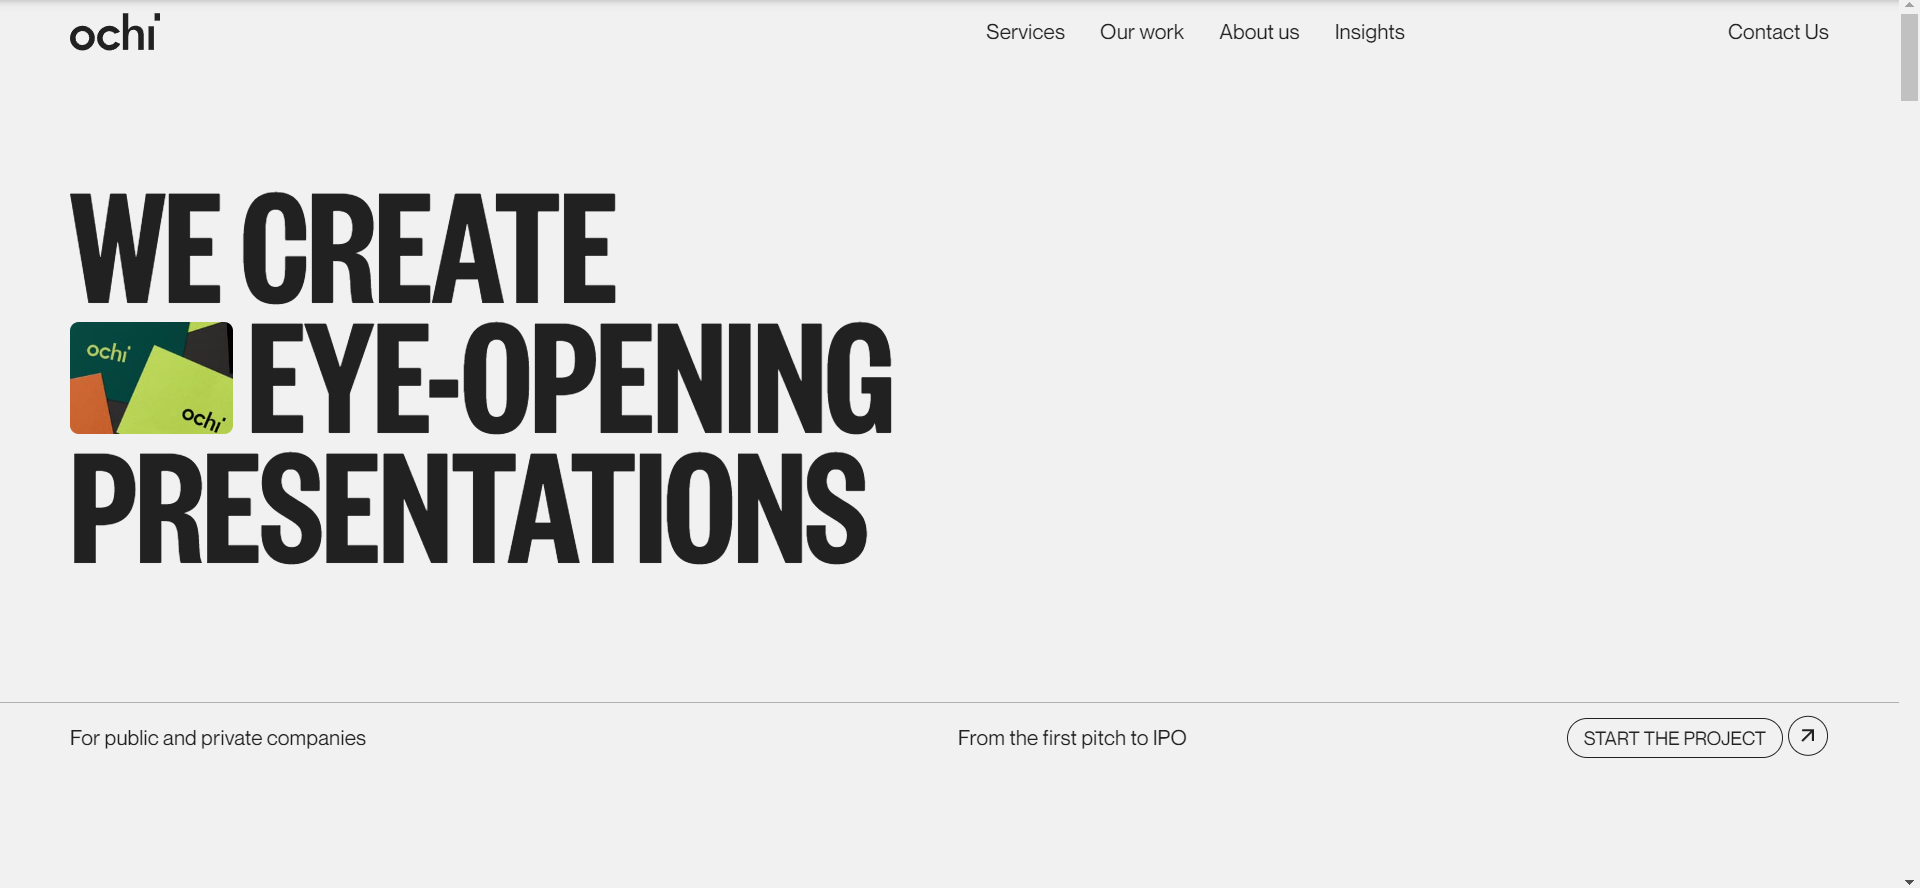 ochi
Services Our work About us Insights Contact Us
WE CREATE
ochi
ochi
EYE-OPENING
PRESENTATIONS
For public and private companies From the first pitch to IPO START THE PROJECT